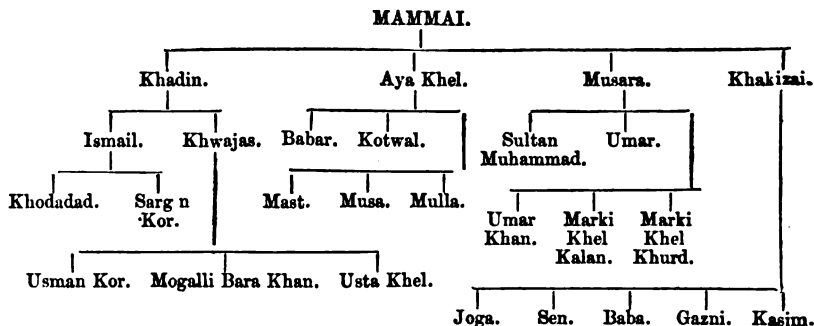 MAMMAI.
Khadin. Aya Khel. Musara. Khakizai.
Ismail. Khwajas. Babar. Kotwal. Sultan Muhammad. Umar.
Khodadad. Sarg n Kor. Mast. Musa. Mulla. Umar Khan. Marki Khel Kalan. Marki Khel Khurd.
Usman Kor. Mogalli Bara Khan. Usta Khel.
Joga. Sen. Baba. Gazni. Kasim.